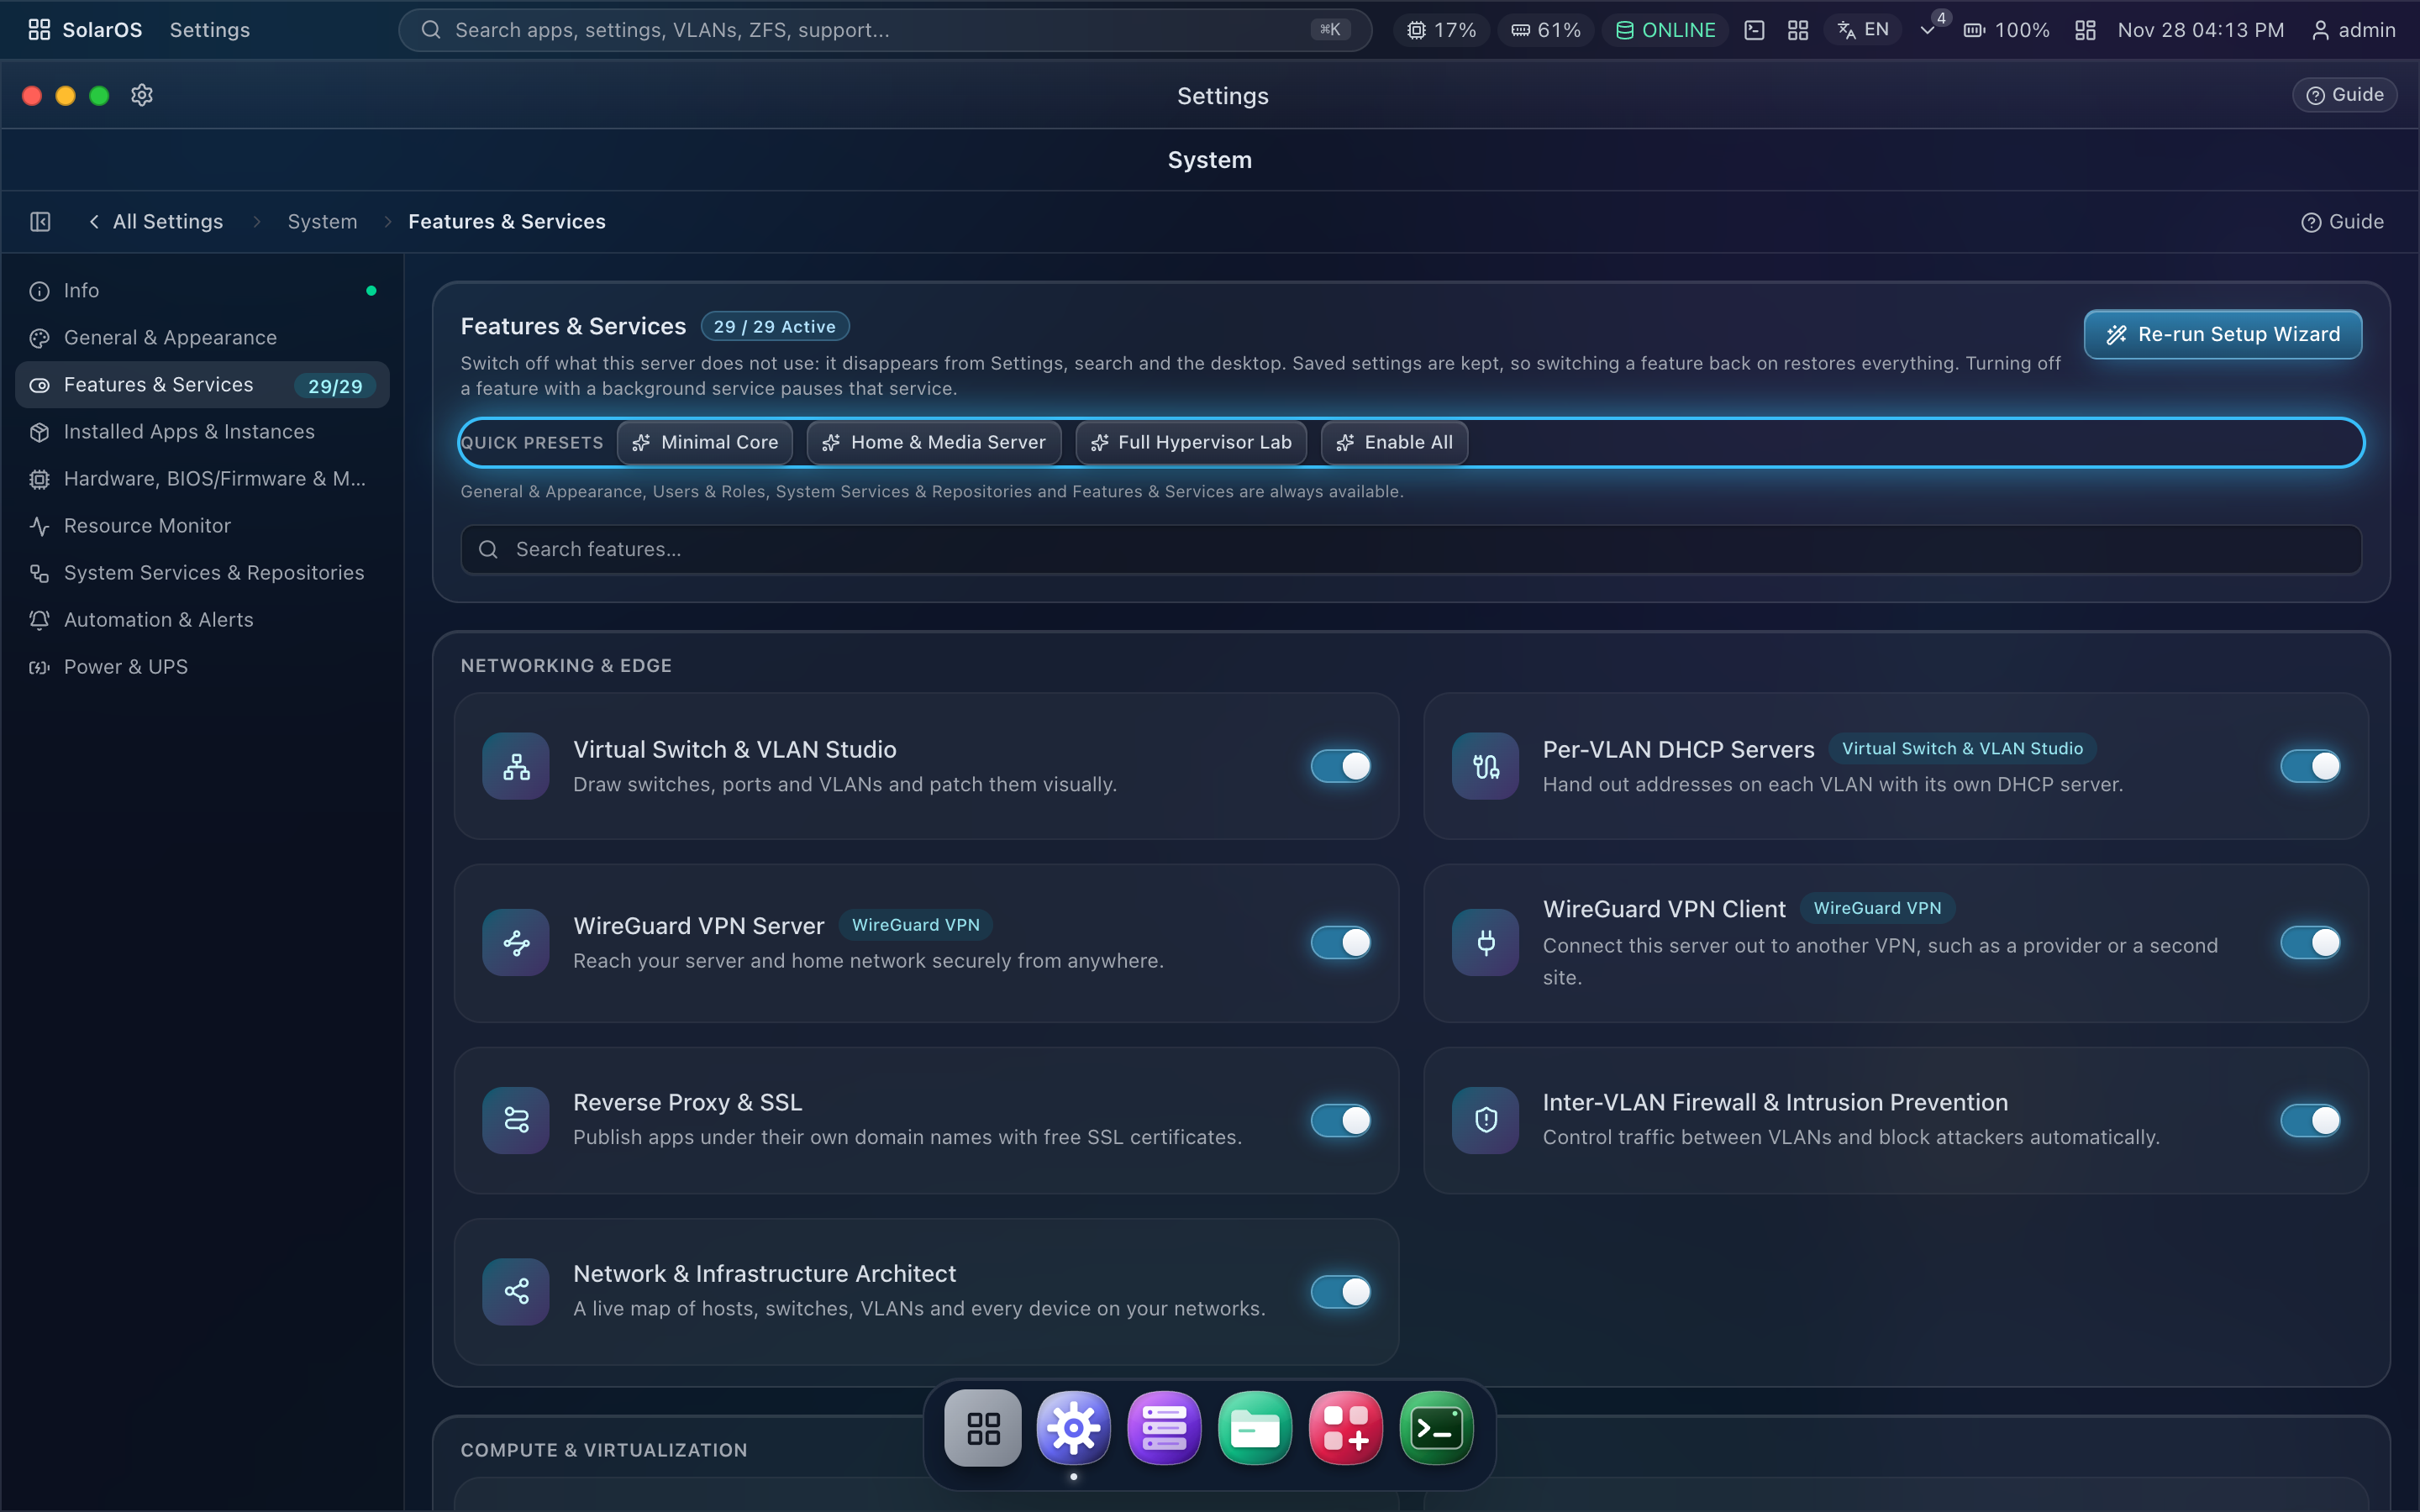 SolarOS Settings Search apps, settings, VLANs, ZFS, support... ⌘K 17% 61% ONLINE EN 4 100% Nov 28 04:13 PM admin
Settings Guide
System
All Settings System Features & Services Guide
Info
General & Appearance
Features & Services 29/29
Installed Apps & Instances
Hardware, BIOS/Firmware & M...
Resource Monitor
System Services & Repositories
Automation & Alerts
Power & UPS
Features & Services 29 / 29 Active
Re-run Setup Wizard
Switch off what this server does not use: it disappears from Settings, search and the desktop. Saved settings are kept, so switching a feature back on restores everything. Turning off
a feature with a background service pauses that service.
QUICK PRESETS Minimal Core Home & Media Server Full Hypervisor Lab Enable All
General & Appearance, Users & Roles, System Services & Repositories and Features & Services are always available.
Search features...
NETWORKING & EDGE
Virtual Switch & VLAN Studio
Draw switches, ports and VLANs and patch them visually.
Per-VLAN DHCP Servers Virtual Switch & VLAN Studio
Hand out addresses on each VLAN with its own DHCP server.
WireGuard VPN Server WireGuard VPN
Reach your server and home network securely from anywhere.
WireGuard VPN Client WireGuard VPN
Connect this server out to another VPN, such as a provider or a second
site.
Reverse Proxy & SSL
Publish apps under their own domain names with free SSL certificates.
Inter-VLAN Firewall & Intrusion Prevention
Control traffic between VLANs and block attackers automatically.
Network & Infrastructure Architect
A live map of hosts, switches, VLANs and every device on your networks.
COMPUTE & VIRTUALIZATION